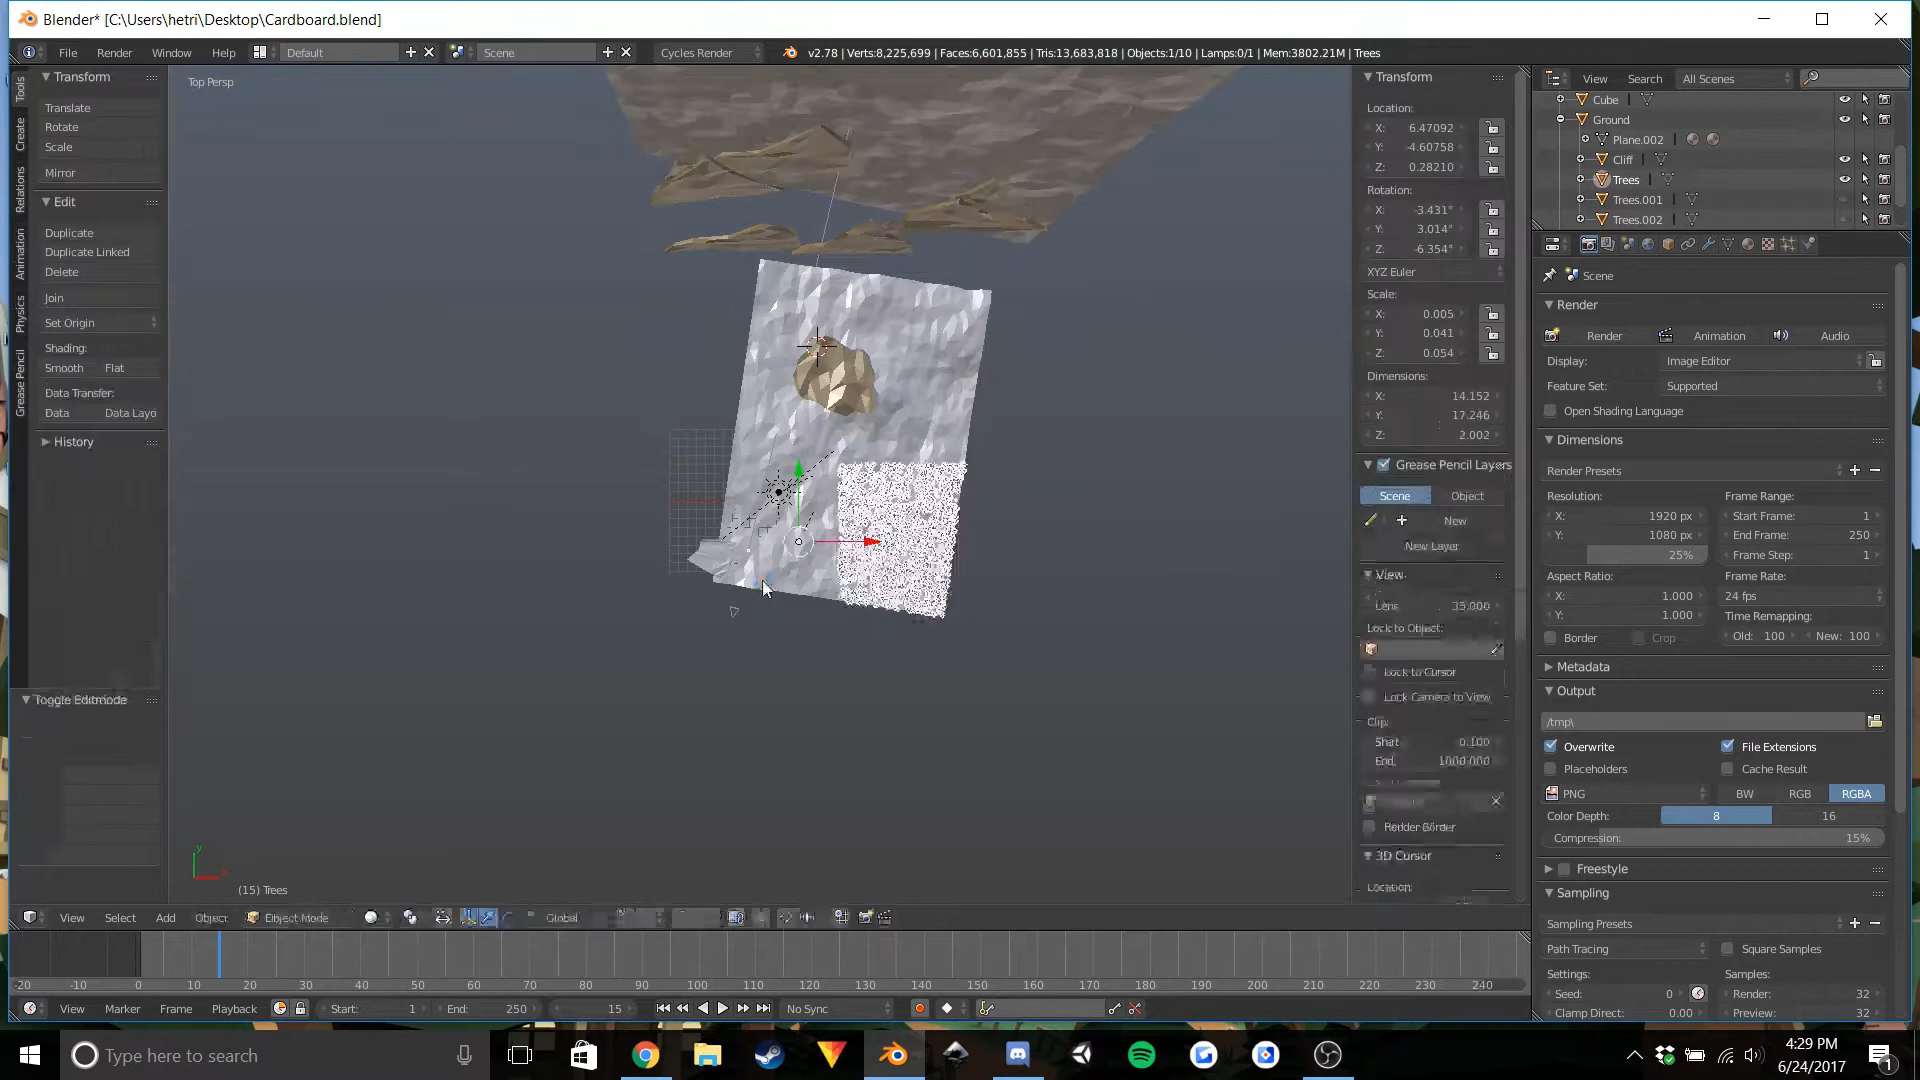 Blender* [C:\Users\hetri\Desktop\Cardboard.blend]
File Render Window Help Default Scene Cycles Render v2.78 | Verts:8,225,699 | Faces:6,601,855 | Tris:13,683,818 | Objects:1/10 | Lamps:0/1 | Mem:3802.21M | Trees
Tools
Create
Relations
Animation
Physics
Grease Pencil
Transform
Translate
Rotate
Scale
Mirror
Edit
Duplicate
Duplicate Linked
Delete
Join
Set Origin
Shading:
Smooth Flat
Data Transfer:
Data Data Layo
History
Toggle Editmode
Top Persp
(15) Trees
Transform
Location:
X: 6.47092
Y: -4.60758
Z: 0.28210
Rotation:
X: -3.431°
Y: 3.014°
Z: -6.354°
XYZ Euler
Scale:
X: 0.005
Y: 0.041
Z: 0.054
Dimensions:
X: 14.152
Y: 17.246
Z: 2.002
Grease Pencil Layers
Scene Object
New
New Layer
View
Lens 35.000
Lock to Object:
Lock to Cursor
Lock Camera to View
Clip:
Start 0.100
End 1000.000
Render Border
3D Cursor
Location:
View Search All Scenes
Cube
Ground
Plane.002
Cliff
Trees
Trees.001
Trees.002
Scene
Render
Render Animation Audio
Display: Image Editor
Feature Set: Supported
Open Shading Language
Dimensions
Render Presets
Resolution: Frame Range:
X: 1920 px Start Frame: 1
Y: 1080 px End Frame: 250
25% Frame Step: 1
Aspect Ratio: Frame Rate:
X: 1.000 24 fps
Y: 1.000 Time Remapping:
Border Crop Old: 100 New: 100
Metadata
Output
/tmp\
Overwrite File Extensions
Placeholders Cache Result
PNG BW RGB RGBA
Color Depth: 8 16
Compression: 15%
Freestyle
Sampling
Sampling Presets
Path Tracing Square Samples
Settings: Samples:
Seed: 0 Render: 32
Clamp Direct: 0.00 Preview: 32
View Select Add Object Object Mode Global
-20 -10 0 10 20 30 40 50 60 70 80 90 100 110 120 130 140 150 160 170 180 190 200 210 220 230 240
View Marker Frame Playback Start: 1 End: 250 15 No Sync
Type here to search
4:29 PM
6/24/2017
1